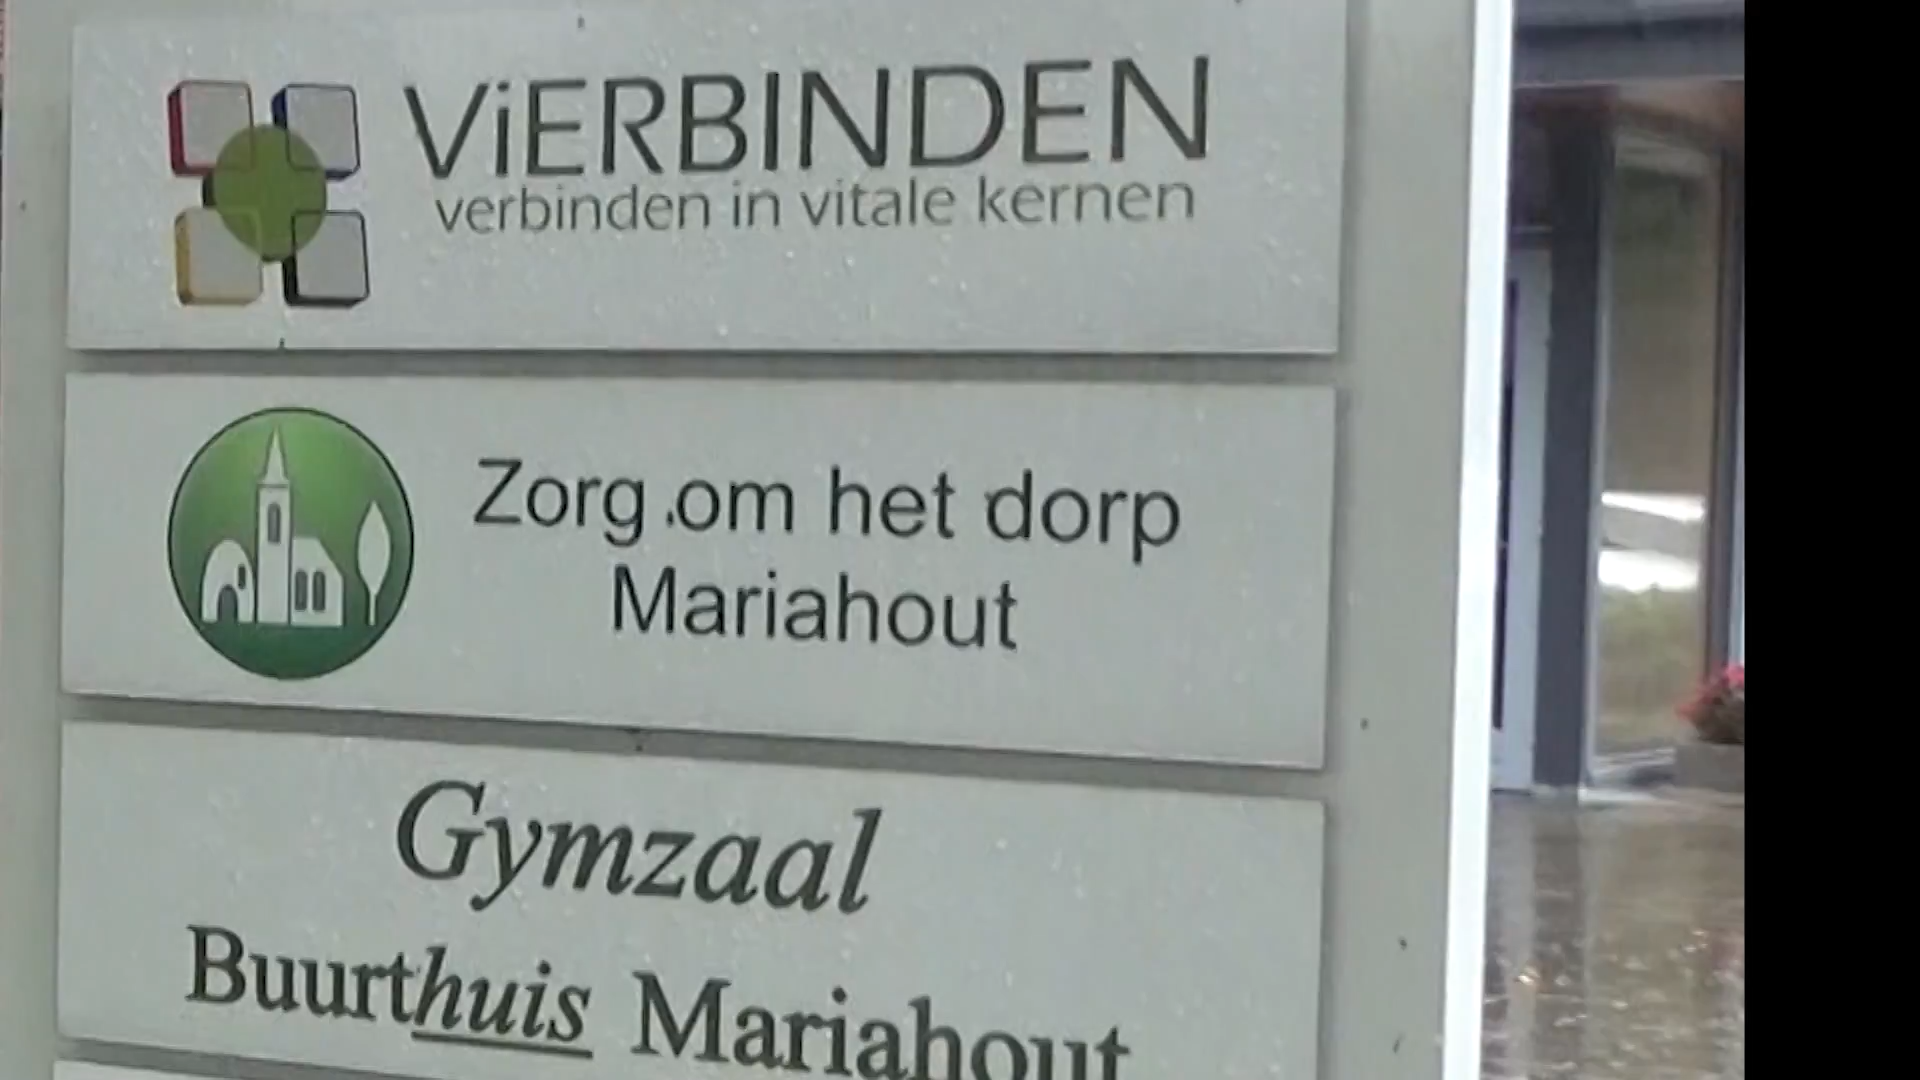 ViERBINDEN
verbinden in vitale kernen
Zorg om het dorp
Mariahout
Gymzaal
Buurthuis Mariahout